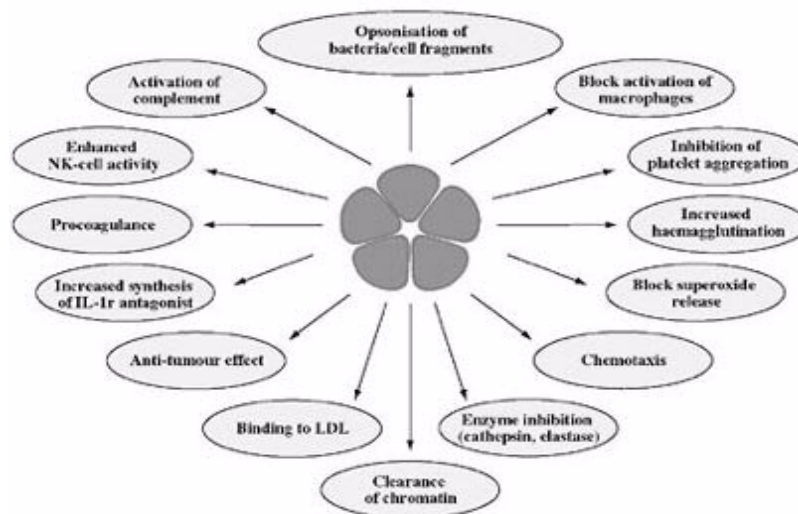 Opsonisation of
bacteria/cell fragments
Activation of
complement
Block activation of
macrophages
Enhanced
NK-cell activity
Inhibition of
platelet aggregation
Procoagulance
Increased
haemagglutination
Increased synthesis
of IL-1r antagonist
Block superoxide
release
Anti-tumour effect
Chemotaxis
Binding to LDL
Enzyme inhibition
(cathepsin, elastase)
Clearance
of chromatin